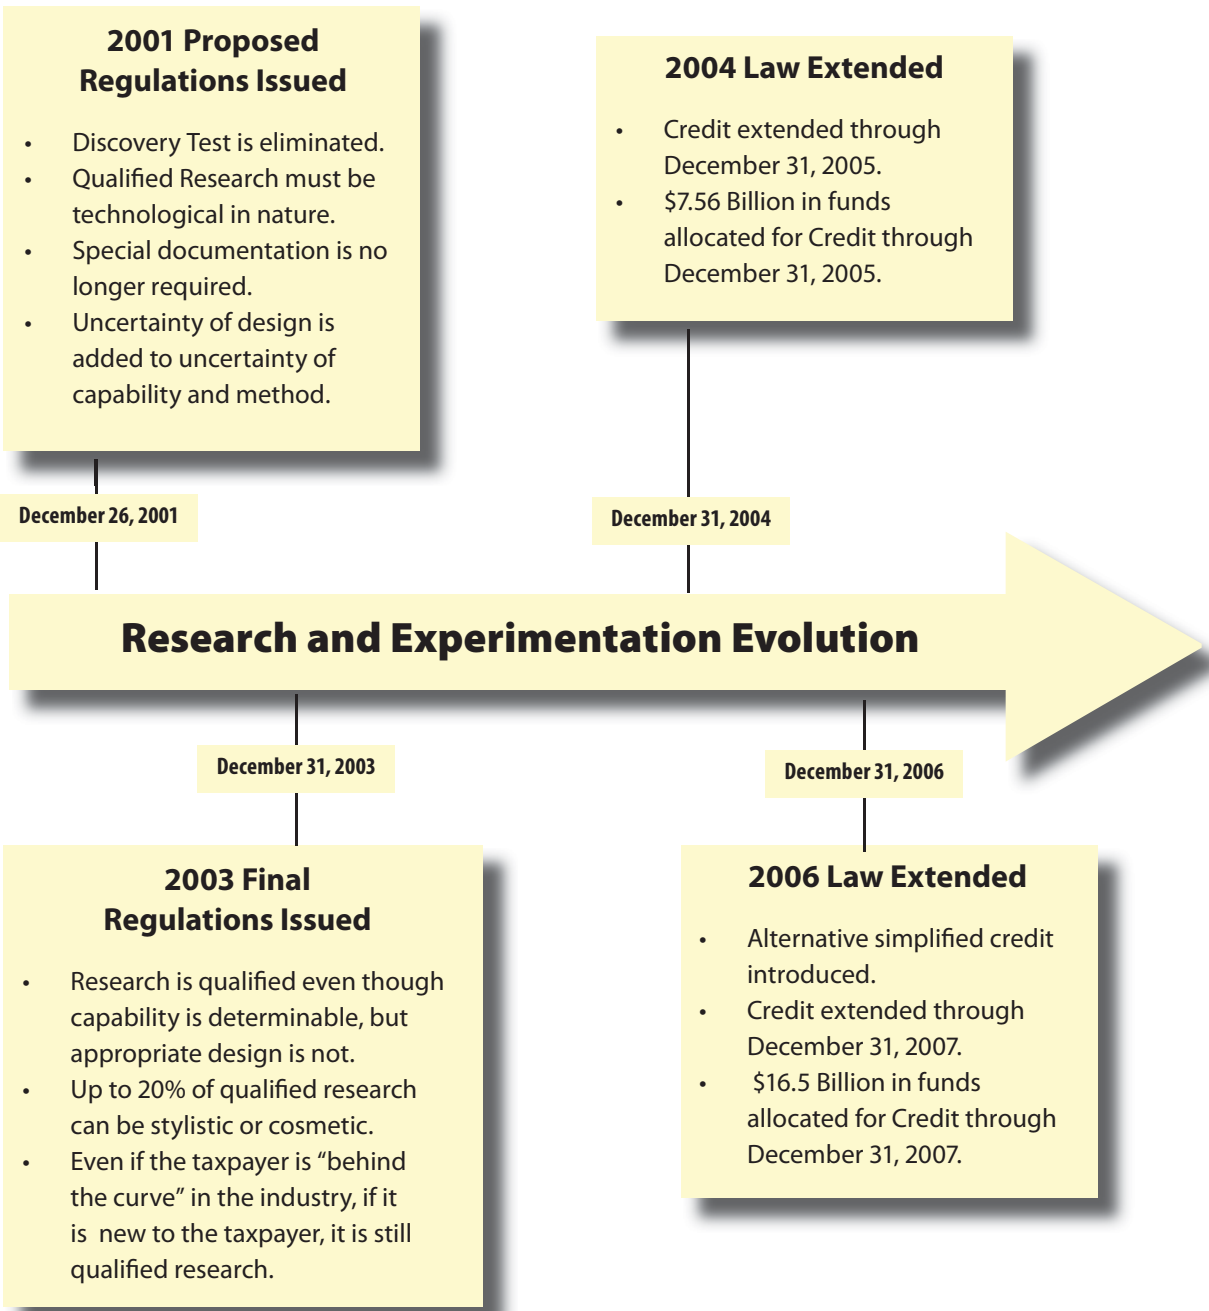 2001 Proposed
Regulations Issued
• Discovery Test is eliminated.
• Qualified Research must be
technological in nature.
• Special documentation is no
longer required.
• Uncertainty of design is
added to uncertainty of
capability and method.
December 26, 2001
2004 Law Extended
• Credit extended through
December 31, 2005.
• $7.56 Billion in funds
allocated for Credit through
December 31, 2005.
December 31, 2004
Research and Experimentation Evolution
December 31, 2003
2003 Final
Regulations Issued
• Research is qualified even though
capability is determinable, but
appropriate design is not.
• Up to 20% of qualified research
can be stylistic or cosmetic.
• Even if the taxpayer is “behind
the curve” in the industry, if it
is new to the taxpayer, it is still
qualified research.
December 31, 2006
2006 Law Extended
• Alternative simplified credit
introduced.
• Credit extended through
December 31, 2007.
• $16.5 Billion in funds
allocated for Credit through
December 31, 2007.